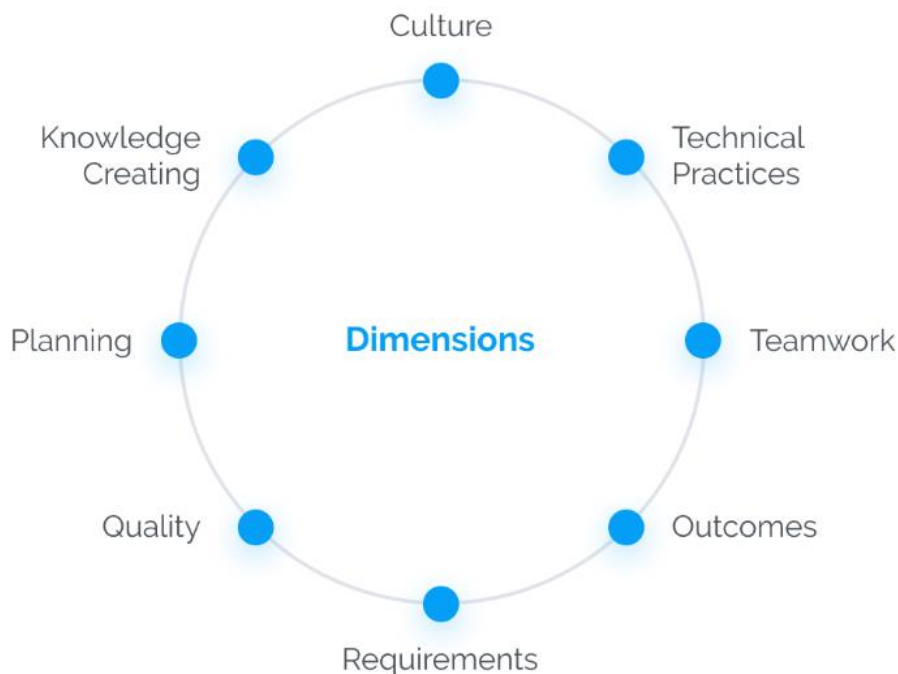 Culture
Knowledge
Creating
Technical
Practices
Planning
Dimensions
Teamwork
Quality
Outcomes
Requirements